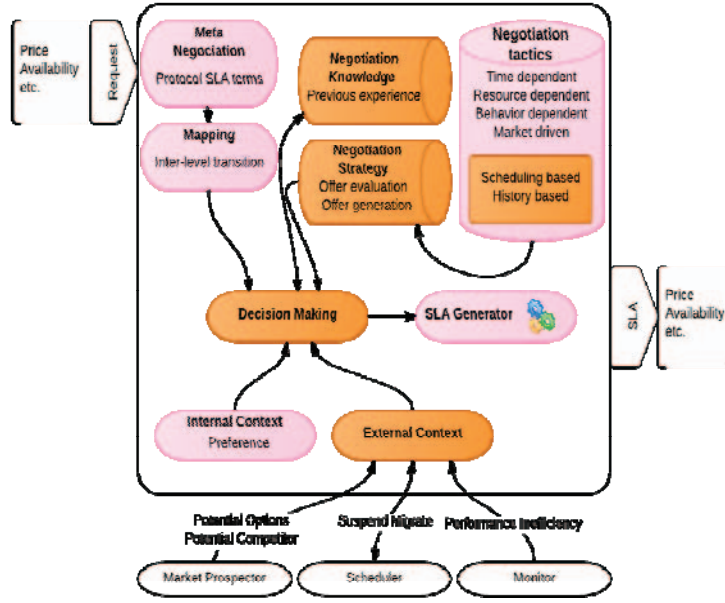 Price
Availability
etc.
Request
Meta
Negociation
Protocol SLA terms
Mapping
Inter-level transition
Negotiation
Knowledge
Previous experience
Negotiation
Strategy
Offer evaluation
Offer generation
Negotiation
tactics
Time dependent
Resource dependent
Behavior dependent
Market driven
Scheduling based
History based
Decision Making
SLA Generator
SLA
Price
Availability
etc.
Internal Context
Preference
External Context
Potential Options
Potential Competitor
Suspend Migrate
Performance Inefficiency
Market Prospector
Scheduler
Monitor